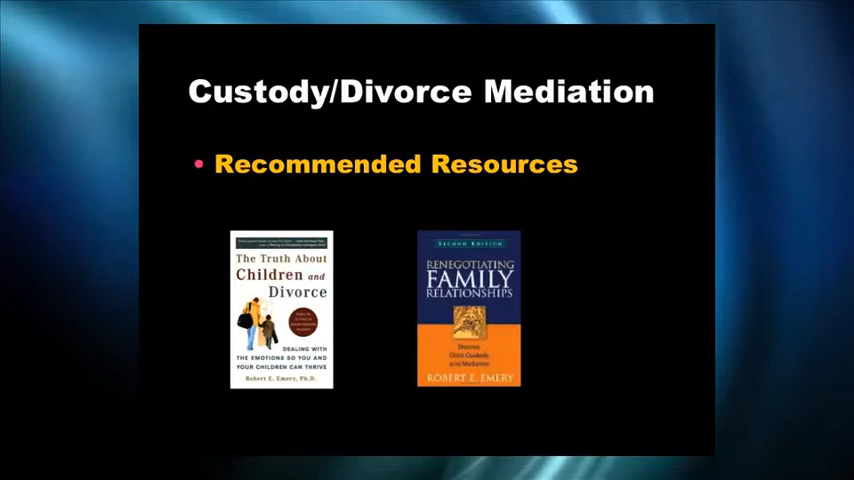 Custody/Divorce Mediation
• Recommended Resources
The Truth About
Children and
Divorce
DEALING WITH
THE EMOTIONS SO YOU AND
YOUR CHILDREN CAN THRIVE
Robert E. Emery, Ph.D.
SECOND EDITION
RENEGOTIATING
FAMILY
RELATIONSHIPS
Divorce,
Child Custody,
and Mediation
ROBERT E. EMERY